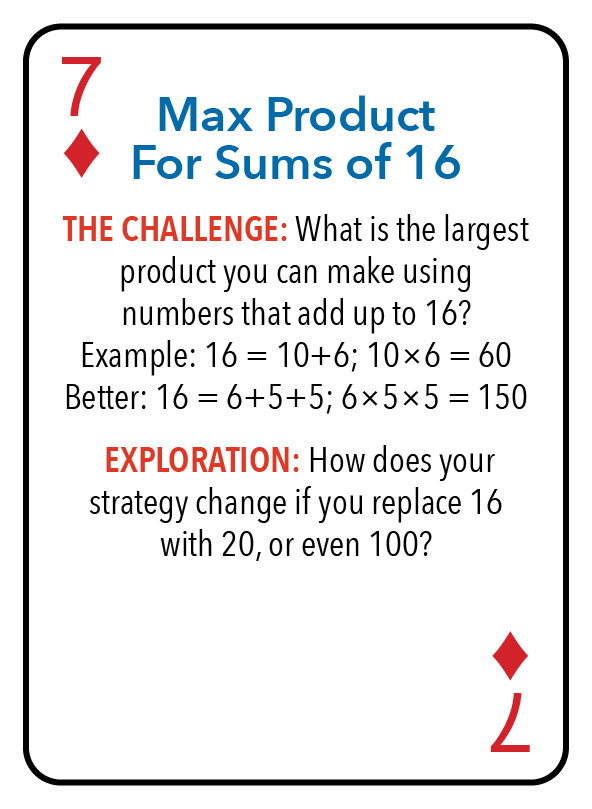 7
Max Product
For Sums of 16
THE CHALLENGE: What is the largest
product you can make using
numbers that add up to 16?
Example: 16 = 10+6; 10×6 = 60
Better: 16 = 6+5+5; 6×5×5 = 150
EXPLORATION: How does your
strategy change if you replace 16
with 20, or even 100?
7